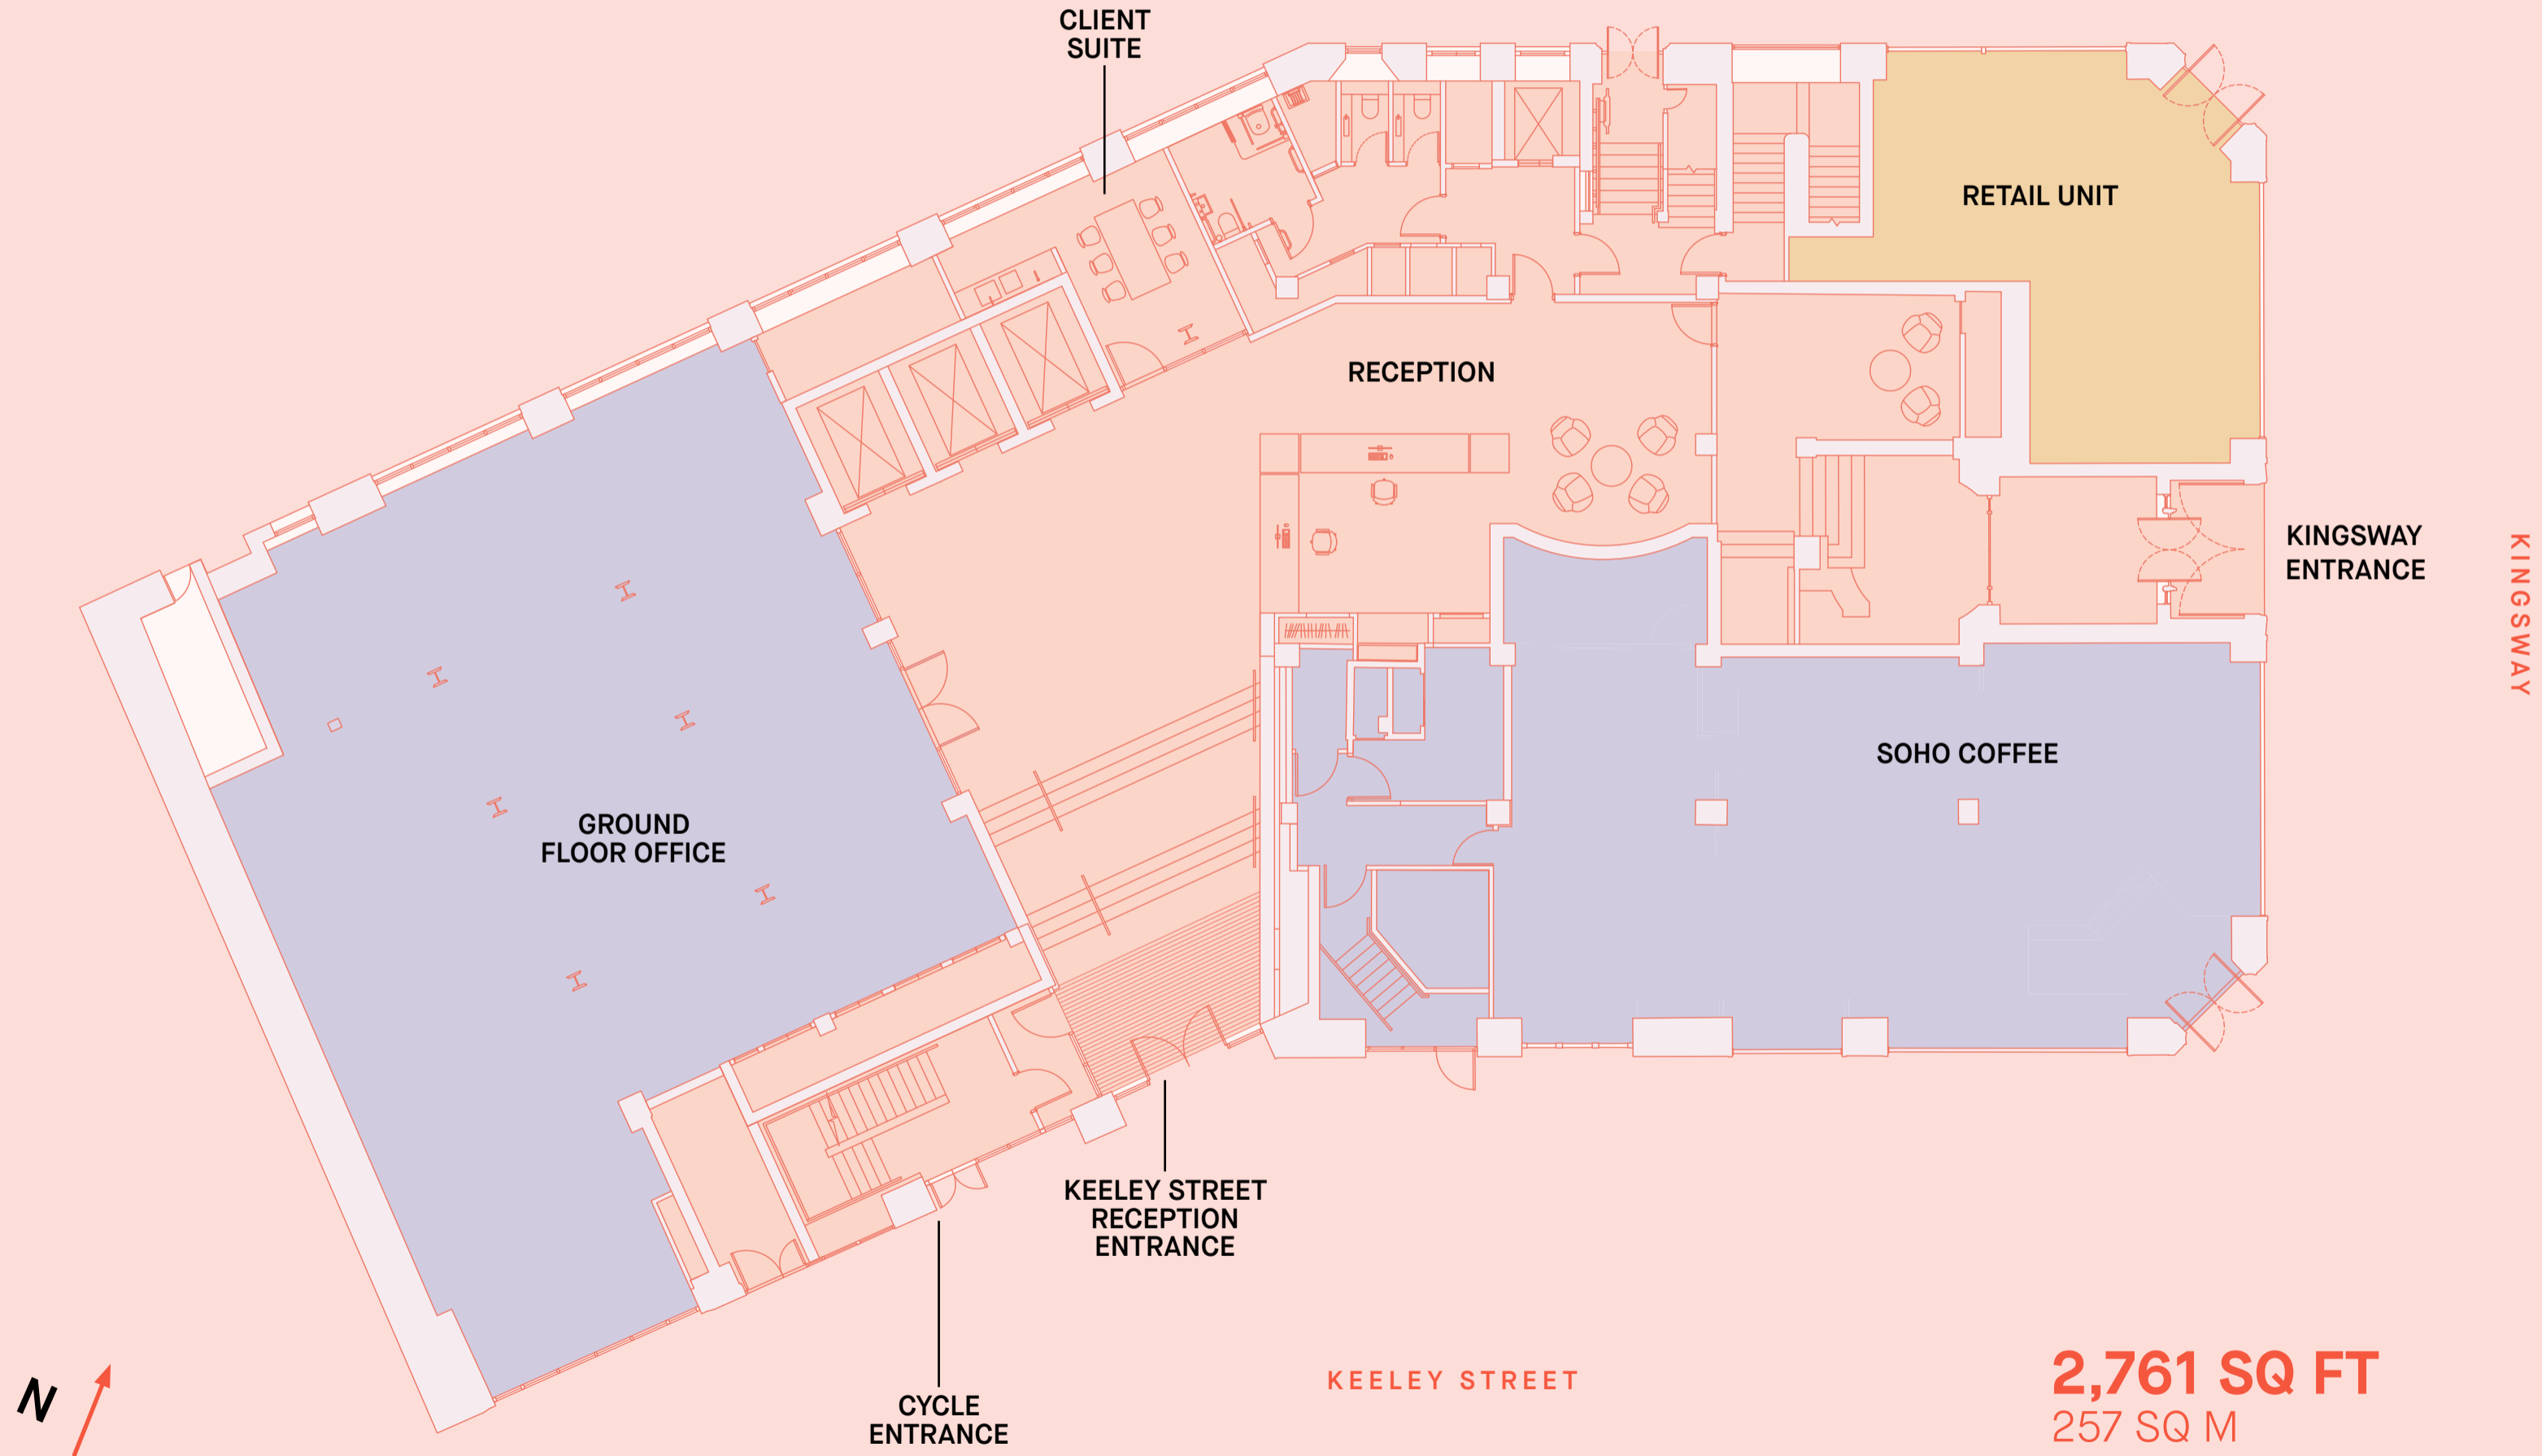 CLIENT
SUITE
RETAIL UNIT
RECEPTION
KINGSWAY
ENTRANCE
KINGSWAY
SOHO COFFEE
GROUND
FLOOR OFFICE
KEELEY STREET
RECEPTION
ENTRANCE
CYCLE
ENTRANCE
KEELEY STREET
N
2,761 SQ FT
257 SQ M